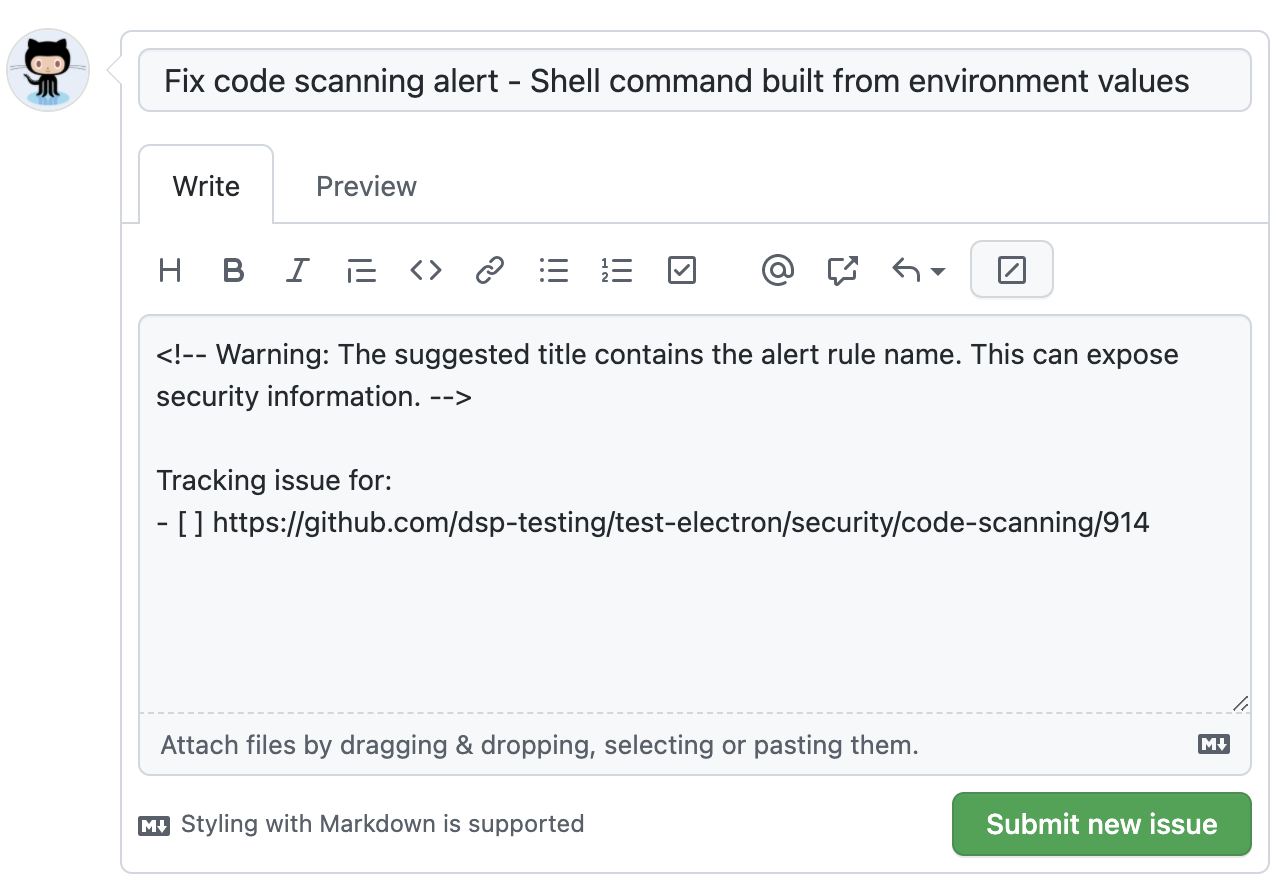 Fix code scanning alert - Shell command built from environment values
Write
Preview
<!-- Warning: The suggested title contains the alert rule name. This can expose
security information. -->
Tracking issue for:
- [ ] https://github.com/dsp-testing/test-electron/security/code-scanning/914
Attach files by dragging & dropping, selecting or pasting them.
Styling with Markdown is supported
Submit new issue